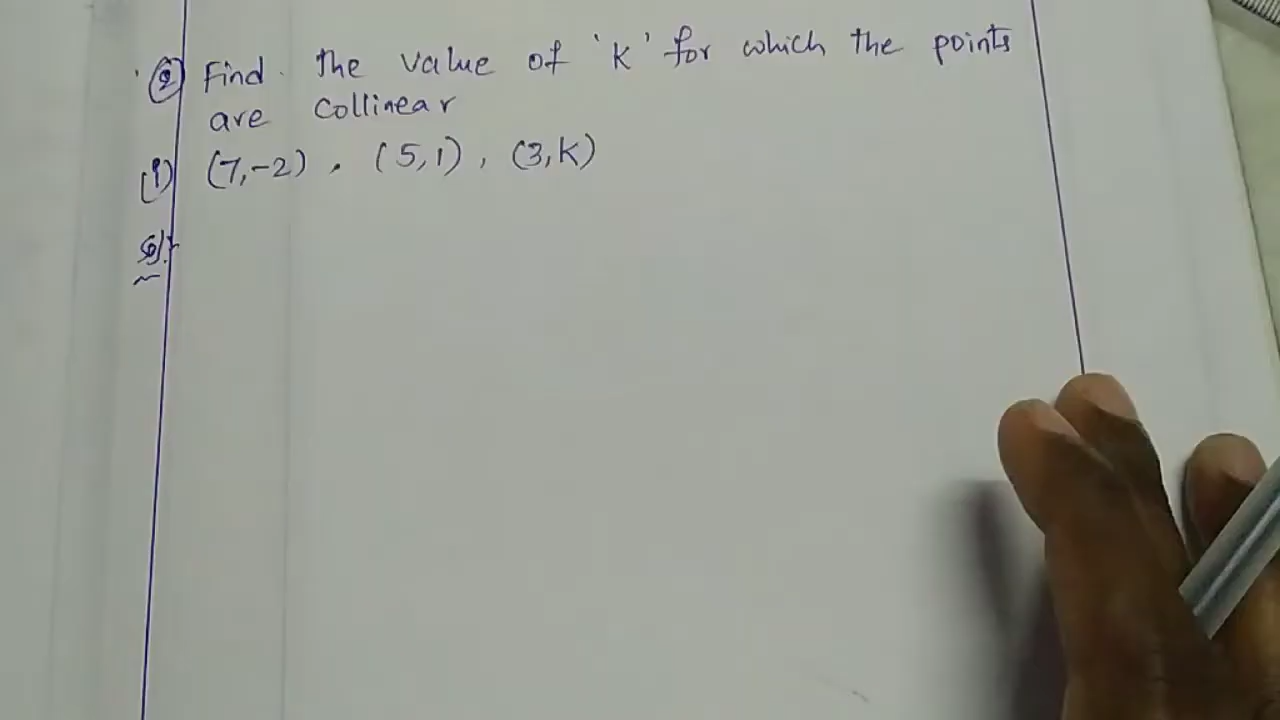 ② Find the value of 'K' for which the points
are collinear
(i) (7,-2), (5,1), (3,K)
Sol: